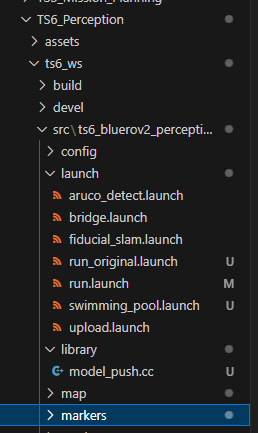 TS6_Perception
assets
ts6_ws
build
devel
src\ts6_bluerov2_percepti...
config
launch
aruco_detect.launch
bridge.launch
fiducial_slam.launch
run_original.launch U
run.launch M
swimming_pool.launch U
upload.launch
library
model_push.cc U
map
markers